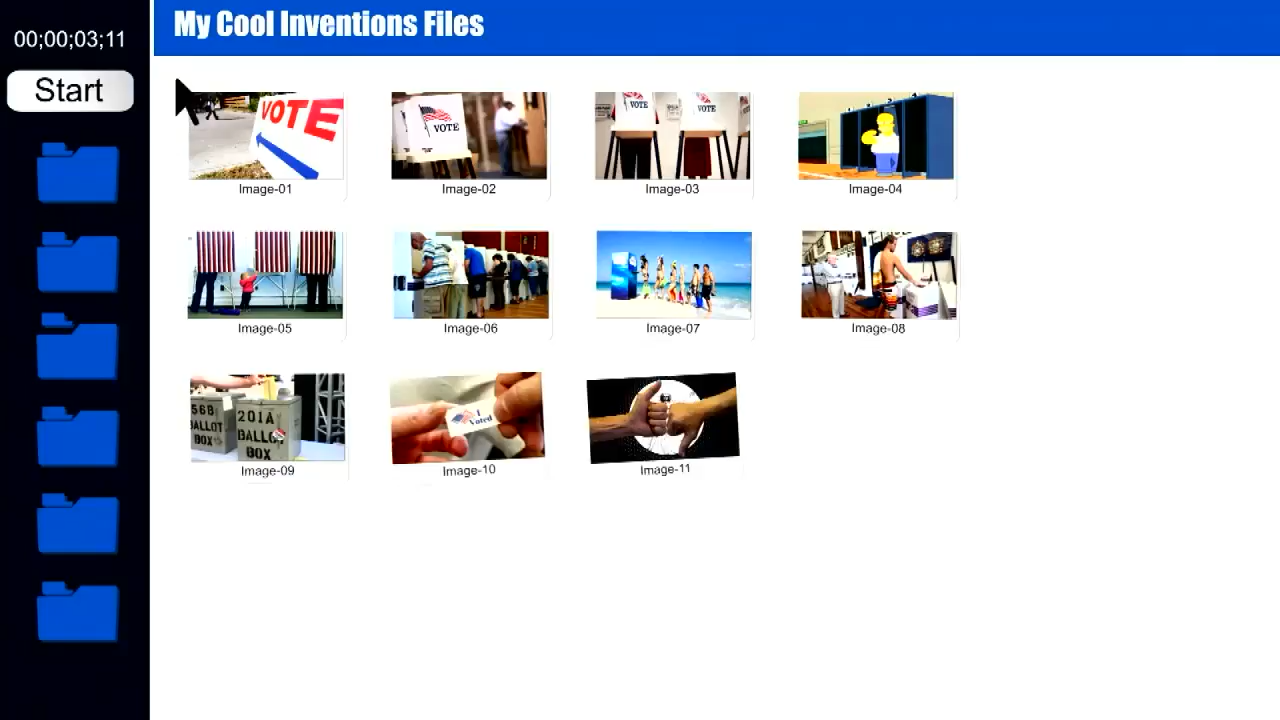 My Cool Inventions Files
00;00;03;11
Start
VOTE
VOTE
VOTE
VOTE
Image-01
Image-02
Image-03
Image-04
Image-05
Image-06
Image-07
Image-08
56B
BALLOT
BOX
201A
BALLOT
BOX
I
Voted
Image-09
Image-10
Image-11